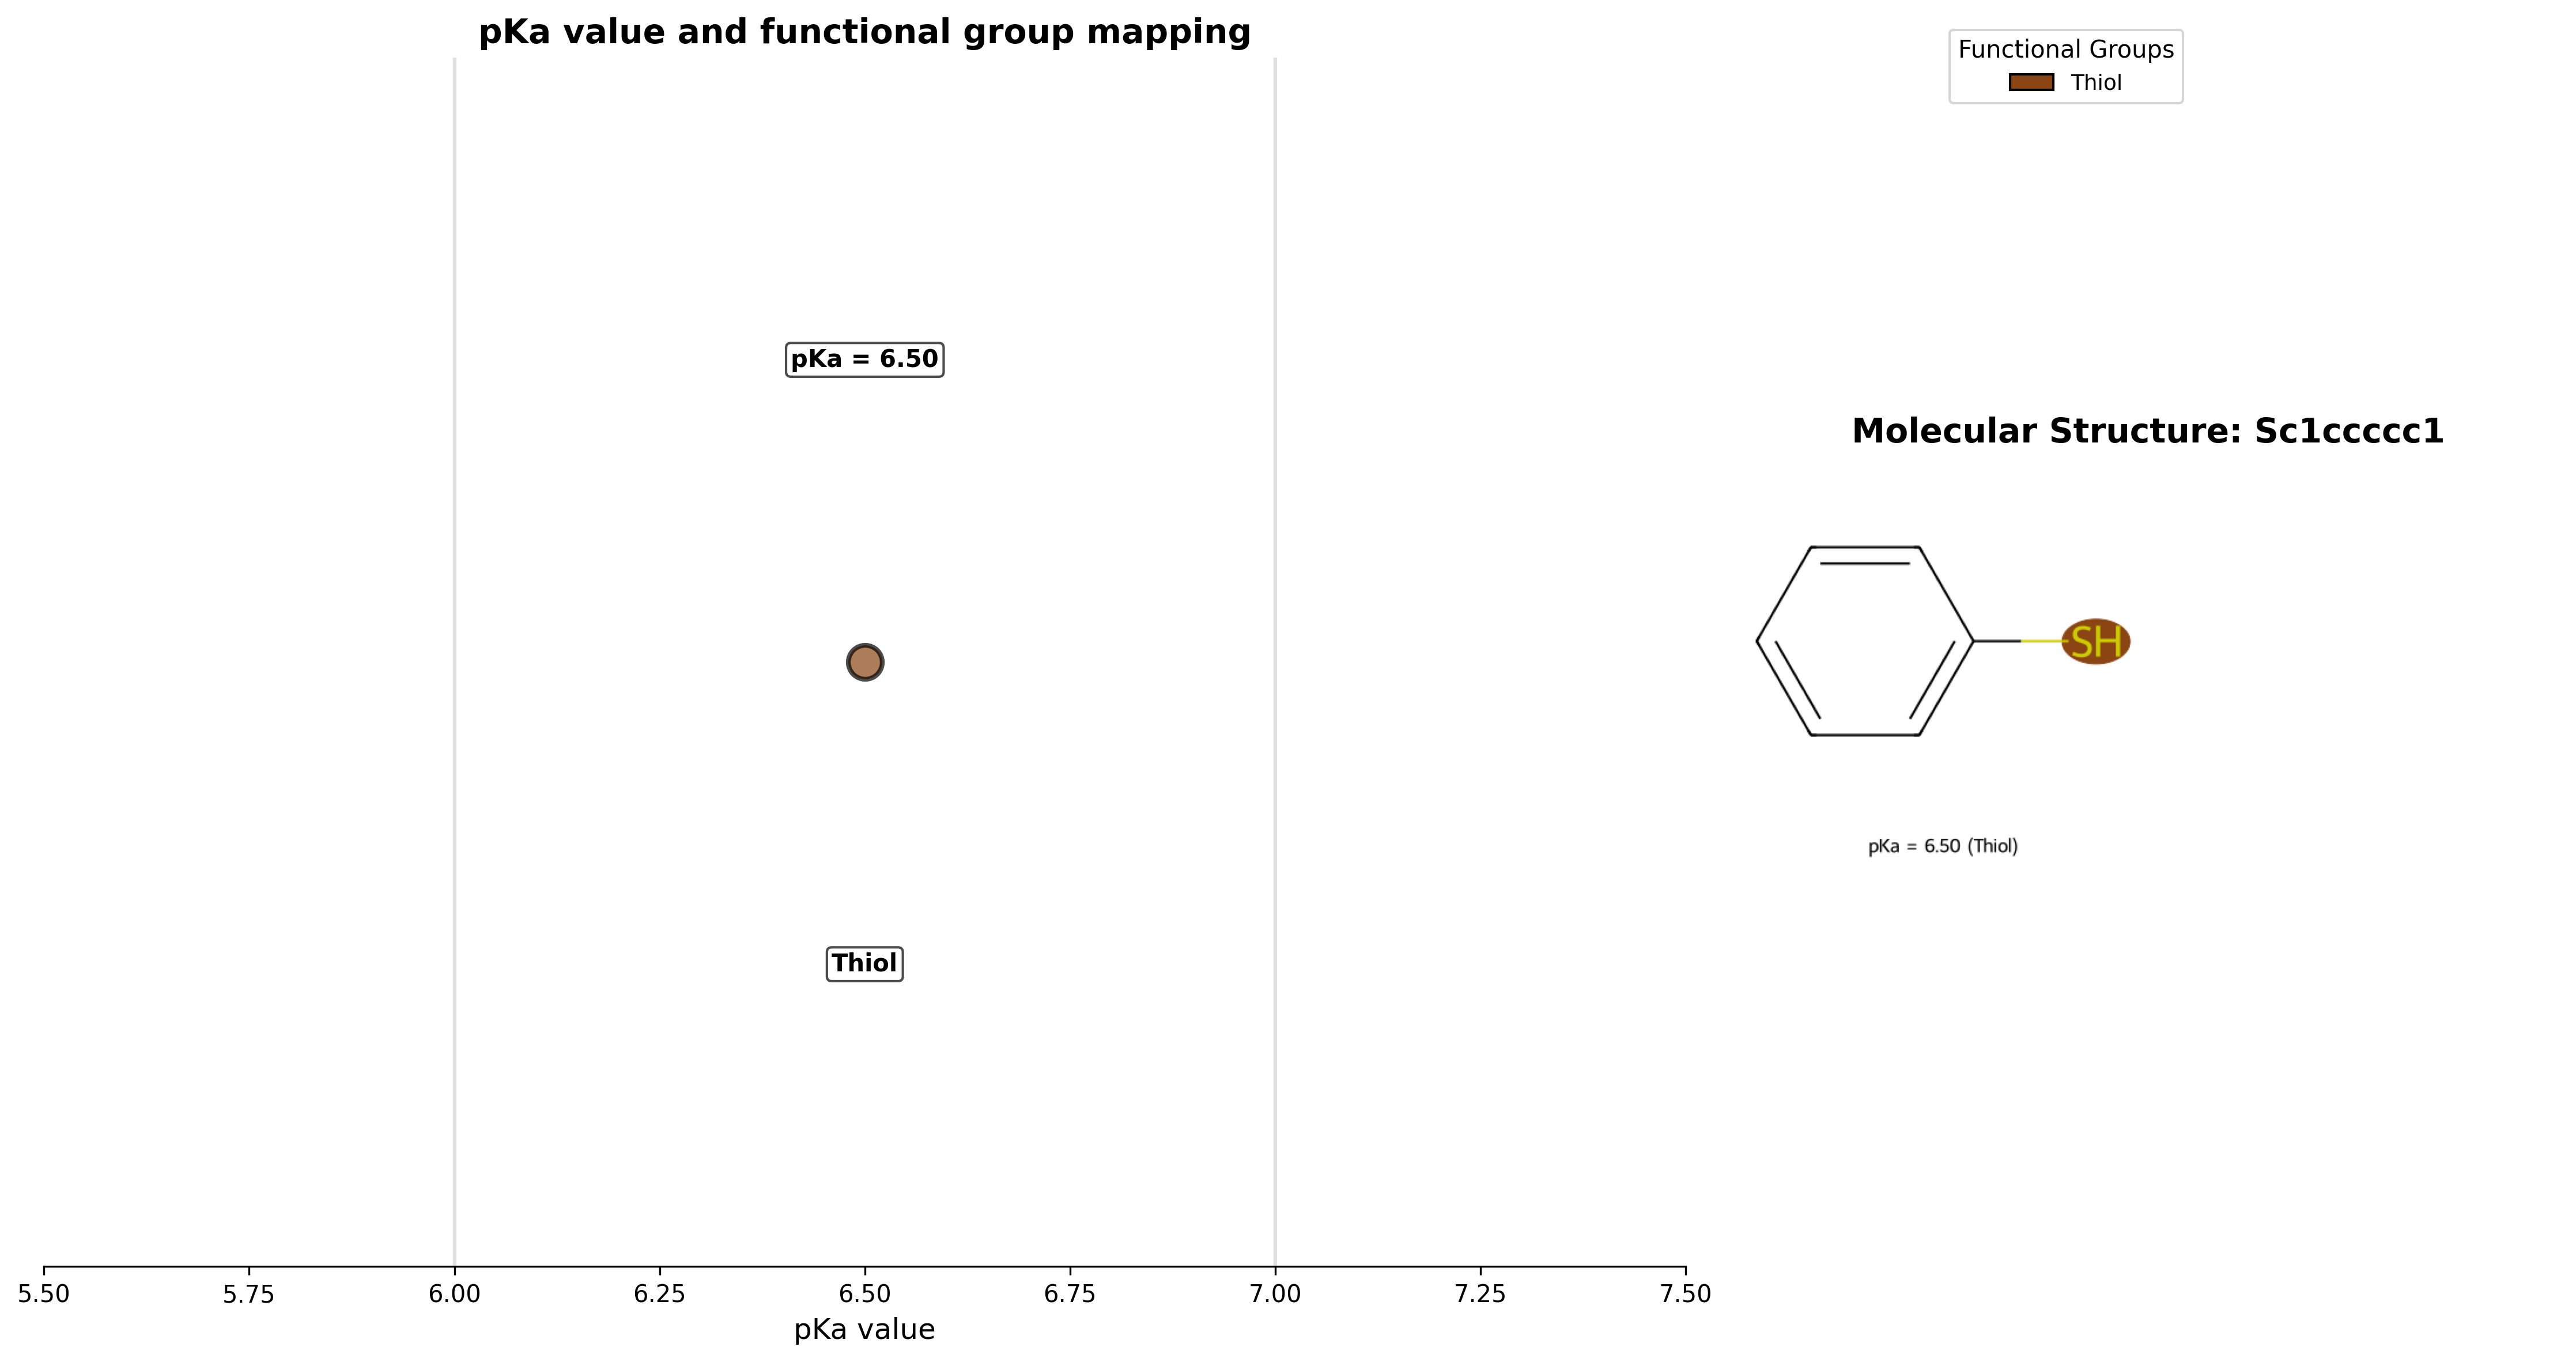 pKa value and functional group mapping
Functional Groups
Thiol
pKa = 6.50
Molecular Structure: Sc1ccccc1
SH
pKa = 6.50 (Thiol)
Thiol
5.50 5.75 6.00 6.25 6.50 6.75 7.00 7.25 7.50
pKa value